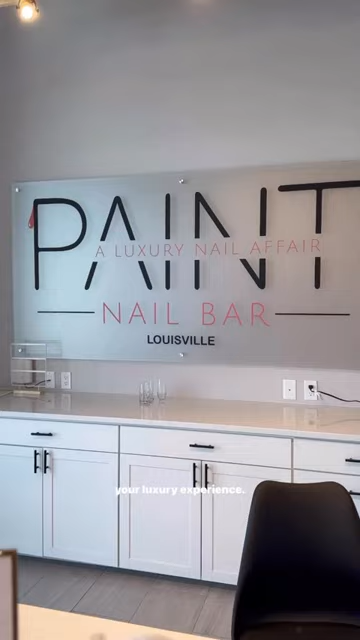 PAINT
A LUXURY NAIL AFFAIR
NAIL BAR
LOUISVILLE
your luxury experience.